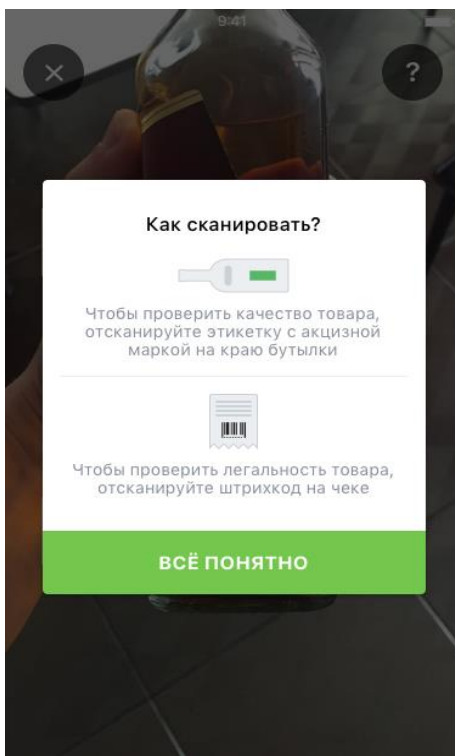 9:41
?
Как сканировать?
Чтобы проверить качество товара,
отсканируйте этикетку с акцизной
маркой на краю бутылки
Чтобы проверить легальность товара,
отсканируйте штрихкод на чеке
ВСЁ ПОНЯТНО